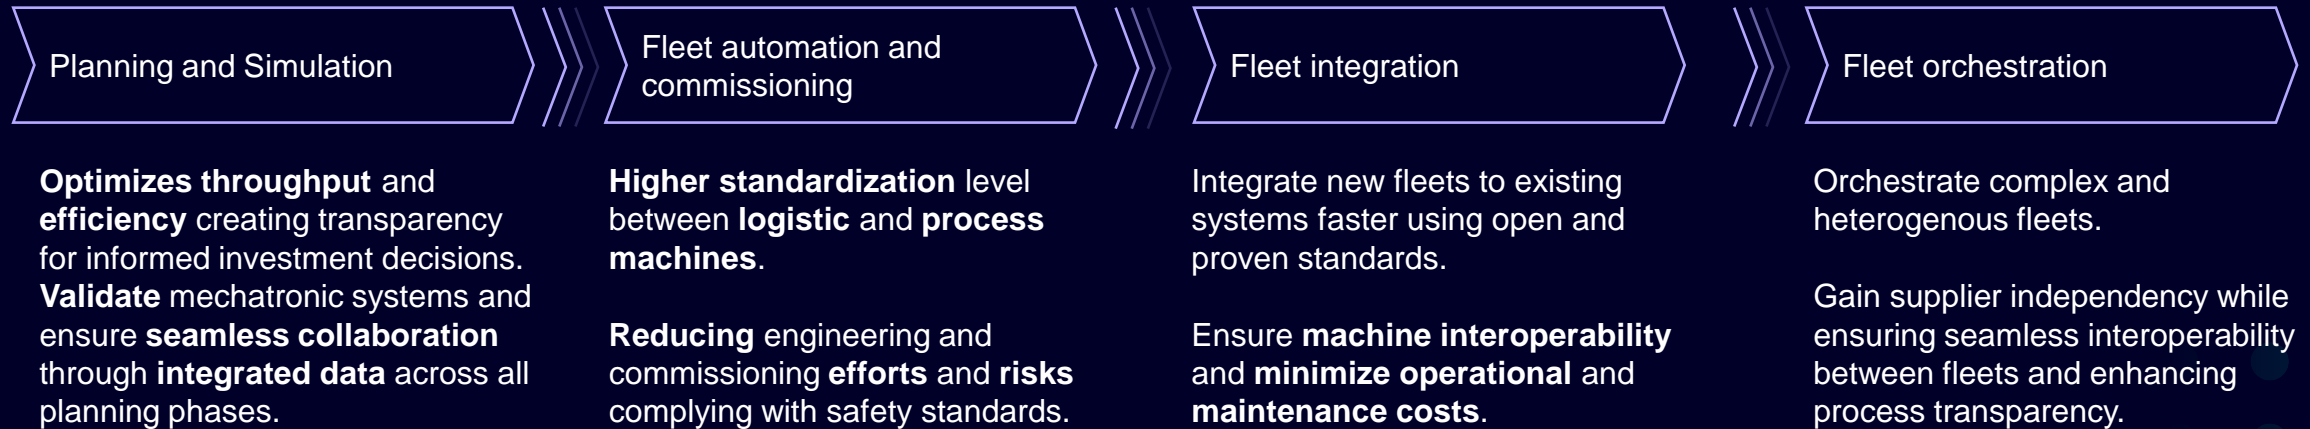 Planning and Simulation
Fleet automation and
commissioning
Fleet integration
Fleet orchestration
Optimizes throughput and
efficiency creating transparency
for informed investment decisions.
Validate mechatronic systems and
ensure seamless collaboration
through integrated data across all
planning phases.
Higher standardization level
between logistic and process
machines.
Reducing engineering and
commissioning efforts and risks
complying with safety standards.
Integrate new fleets to existing
systems faster using open and
proven standards.
Ensure machine interoperability
and minimize operational and
maintenance costs.
Orchestrate complex and
heterogenous fleets.
Gain supplier independency while
ensuring seamless interoperability
between fleets and enhancing
process transparency.